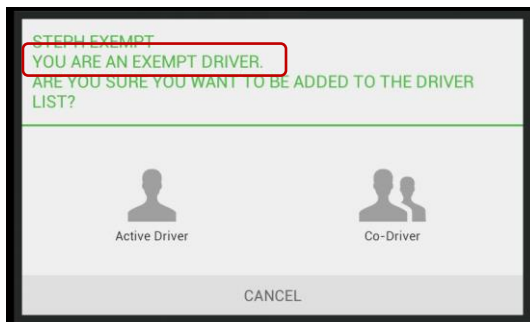 STEPH EXEMPT
YOU ARE AN EXEMPT DRIVER.
ARE YOU SURE YOU WANT TO BE ADDED TO THE DRIVER
LIST?
Active Driver
Co-Driver
CANCEL